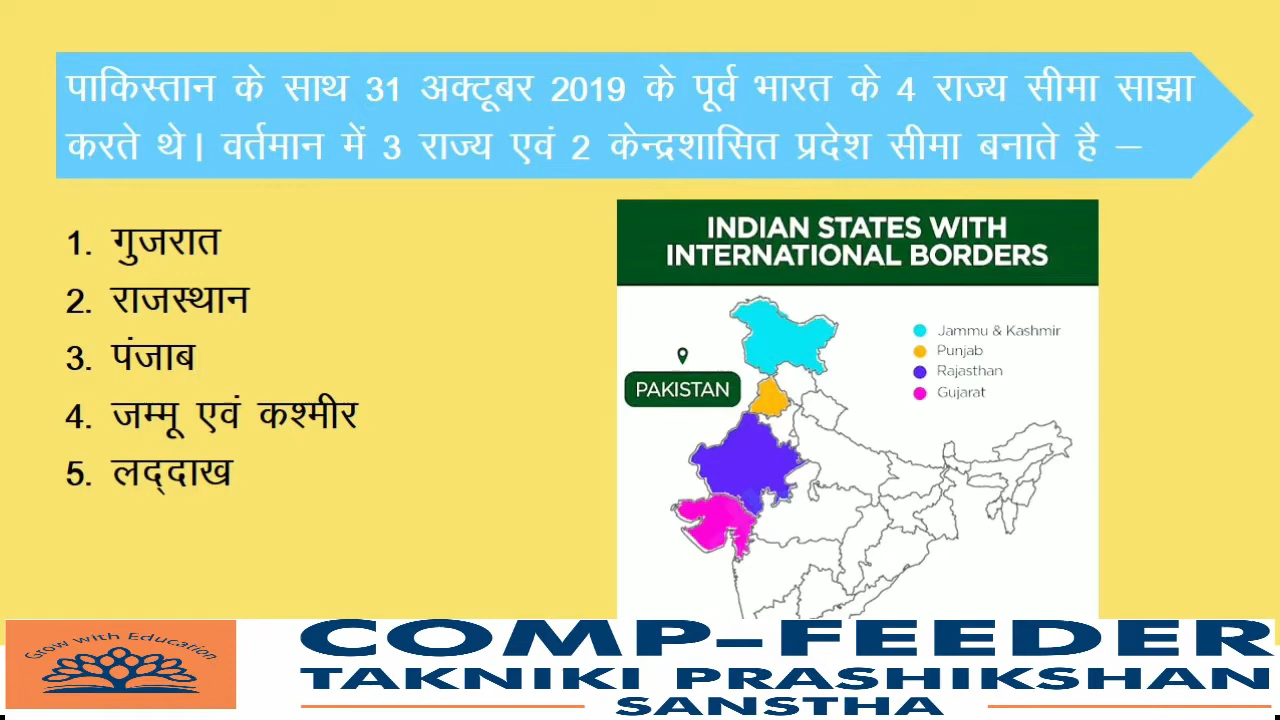 पाकिस्तान के साथ 31 अक्टूबर 2019 के पूर्व भारत के 4 राज्य सीमा साझा
करते थे। वर्तमान में 3 राज्य एवं 2 केन्द्रशासित प्रदेश सीमा बनाते है –
1. गुजरात
2. राजस्थान
3. पंजाब
4. जम्मू एवं कश्मीर
5. लद्दाख
INDIAN STATES WITH
INTERNATIONAL BORDERS
Jammu & Kashmir
Punjab
Rajasthan
Gujarat
PAKISTAN
Grow with Education
COMP-FEEDER
TAKNIKI PRASHIKSHAN
SANSTHA